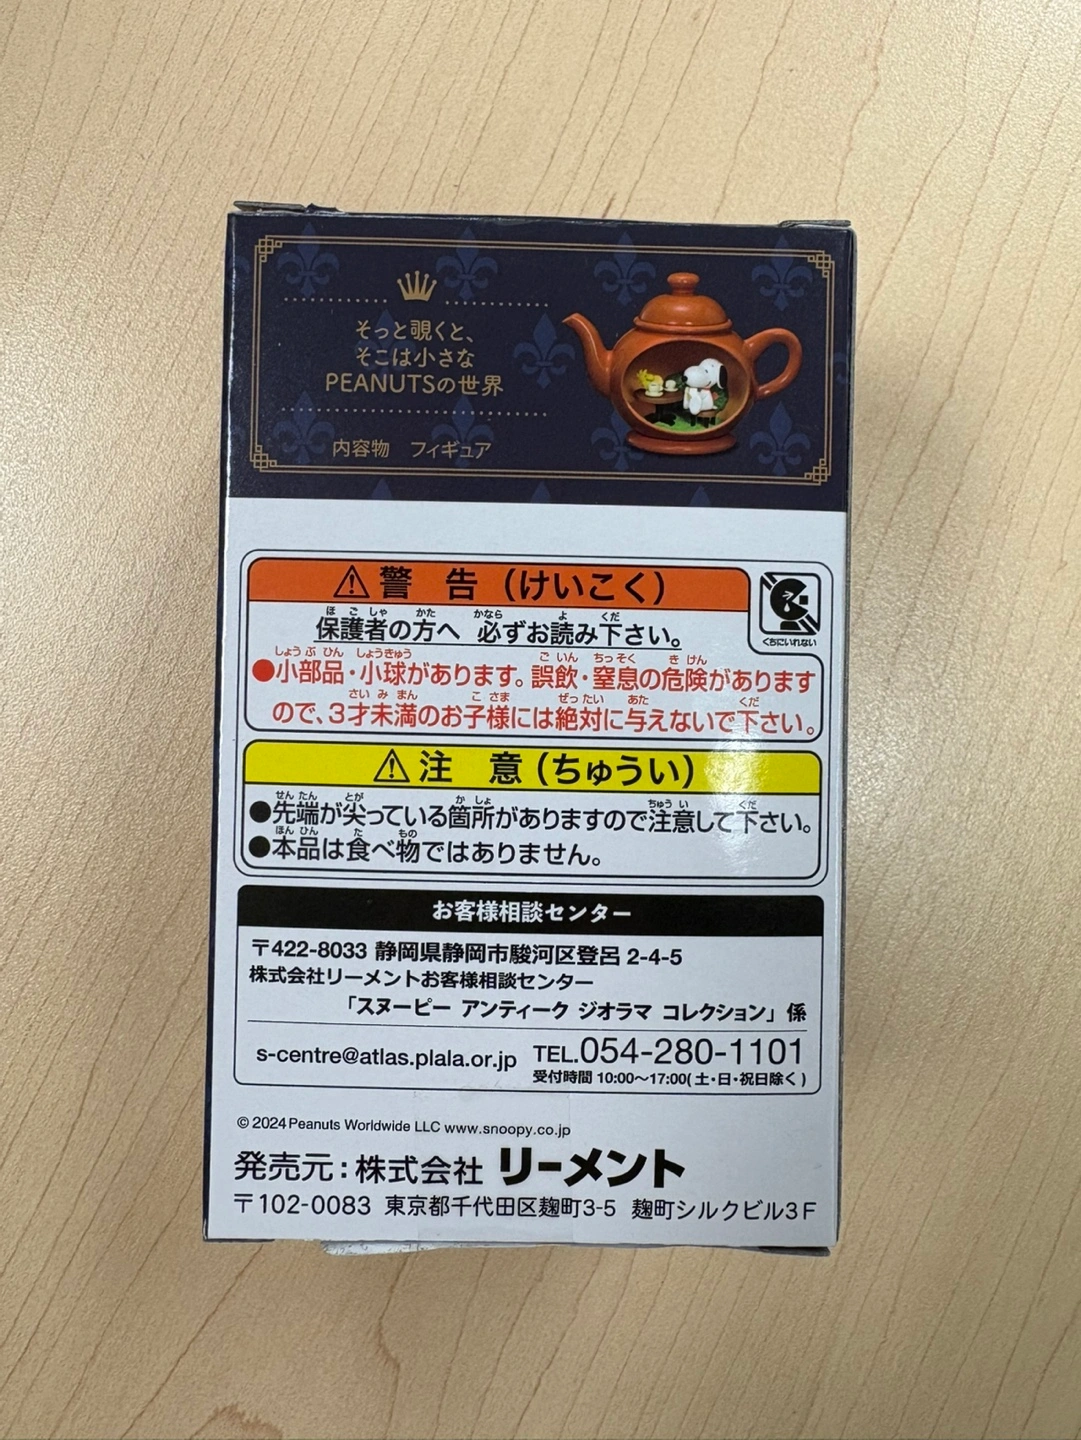 そっと覗くと、
そこは小さな
PEANUTSの世界
内容物　フィギュア
⚠警　告（けいこく）
くちにいれない
保護者の方へ 必ずお読み下さい。
●小部品・小球があります。誤飲・窒息の危険があります
ので、3才未満のお子様には絶対に与えないで下さい。
⚠注　意（ちゅうい）
●先端が尖っている箇所がありますので注意して下さい。
●本品は食べ物ではありません。
お客様相談センター
〒422-8033 静岡県静岡市駿河区登呂 2-4-5
株式会社リーメントお客様相談センター
「スヌーピー アンティーク ジオラマ コレクション」係
s-centre@atlas.plala.or.jp TEL.054-280-1101
受付時間 10:00〜17:00(土・日・祝日除く)
© 2024 Peanuts Worldwide LLC www.snoopy.co.jp
発売元：株式会社 リーメント
〒102-0083 東京都千代田区麹町3-5 麹町シルクビル3F